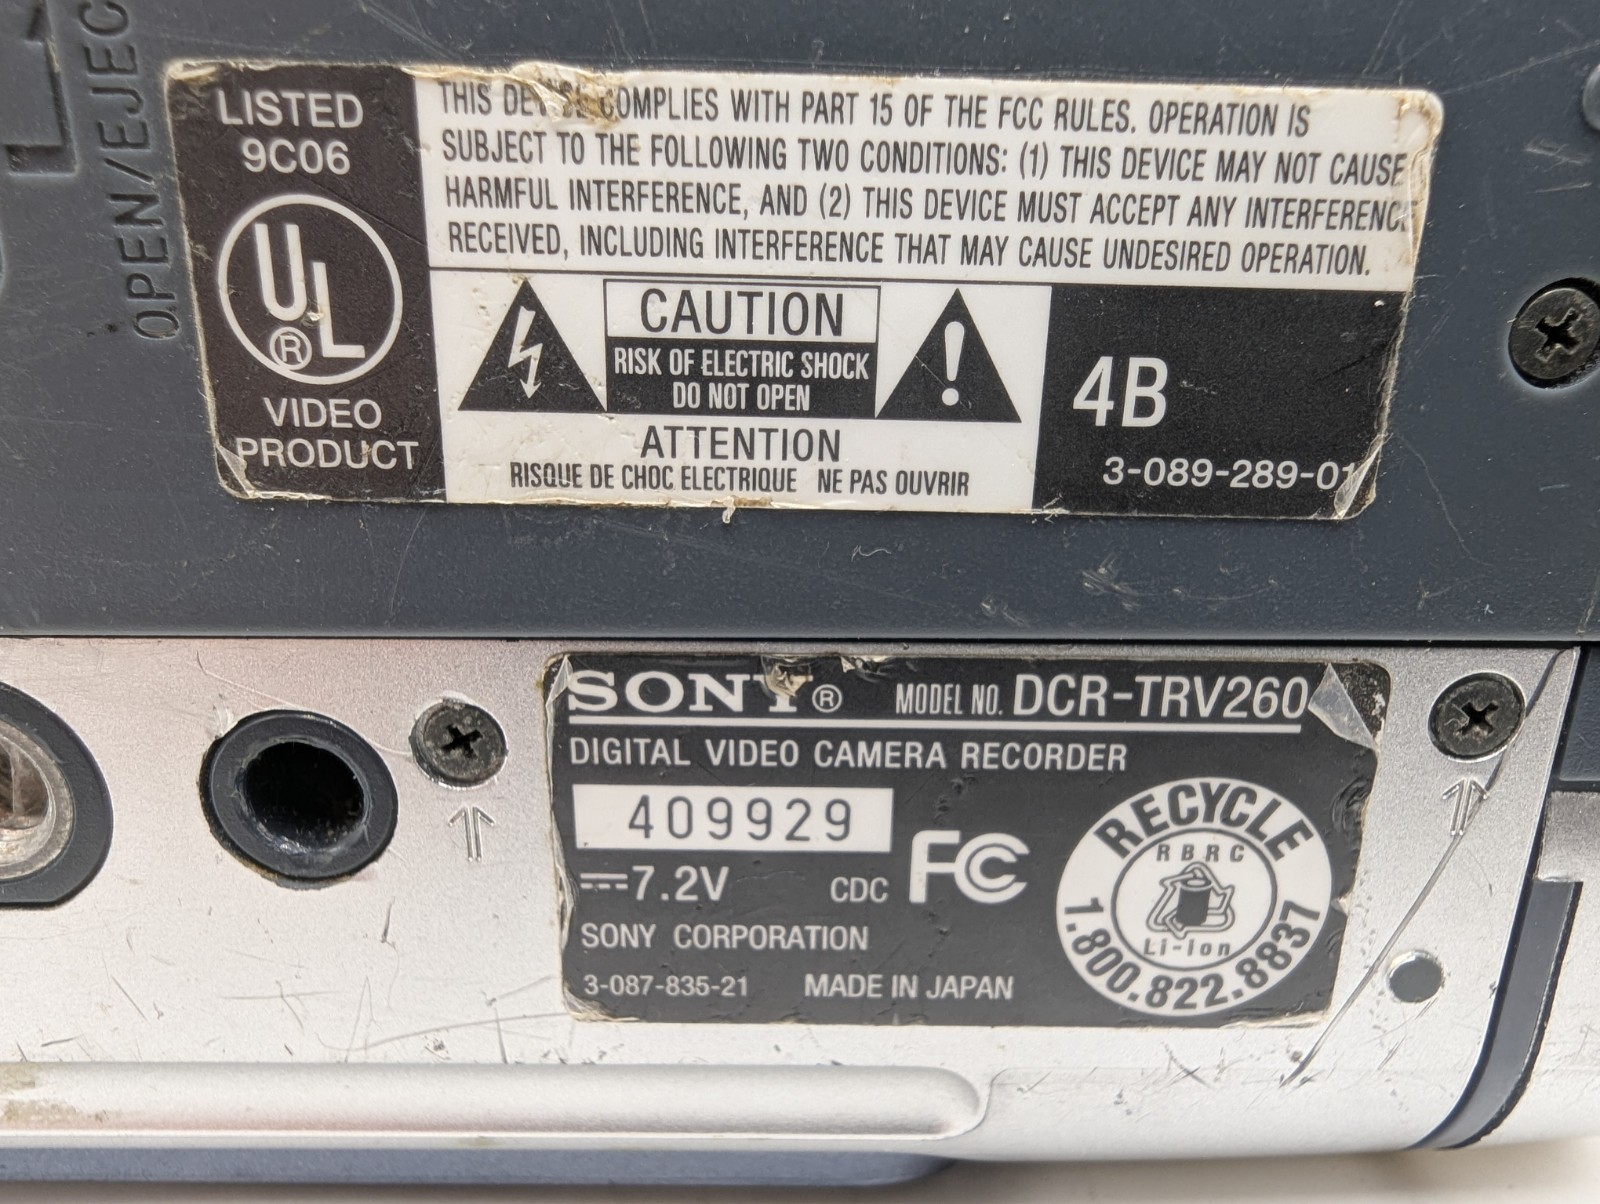 OPEN/EJEC
LISTED
9C06
UL
®
VIDEO
PRODUCT
THIS DEVICE COMPLIES WITH PART 15 OF THE FCC RULES. OPERATION IS
SUBJECT TO THE FOLLOWING TWO CONDITIONS: (1) THIS DEVICE MAY NOT CAUSE
HARMFUL INTERFERENCE, AND (2) THIS DEVICE MUST ACCEPT ANY INTERFERENCE
RECEIVED, INCLUDING INTERFERENCE THAT MAY CAUSE UNDESIRED OPERATION.
CAUTION
RISK OF ELECTRIC SHOCK
DO NOT OPEN
ATTENTION
RISQUE DE CHOC ELECTRIQUE NE PAS OUVRIR
4B
3-089-289-01
SONY® MODEL NO. DCR-TRV260
DIGITAL VIDEO CAMERA RECORDER
409929
7.2V CDC FC
SONY CORPORATION
3-087-835-21 MADE IN JAPAN
RECYCLE
RBRC
Li-ion
1.800.822.8837